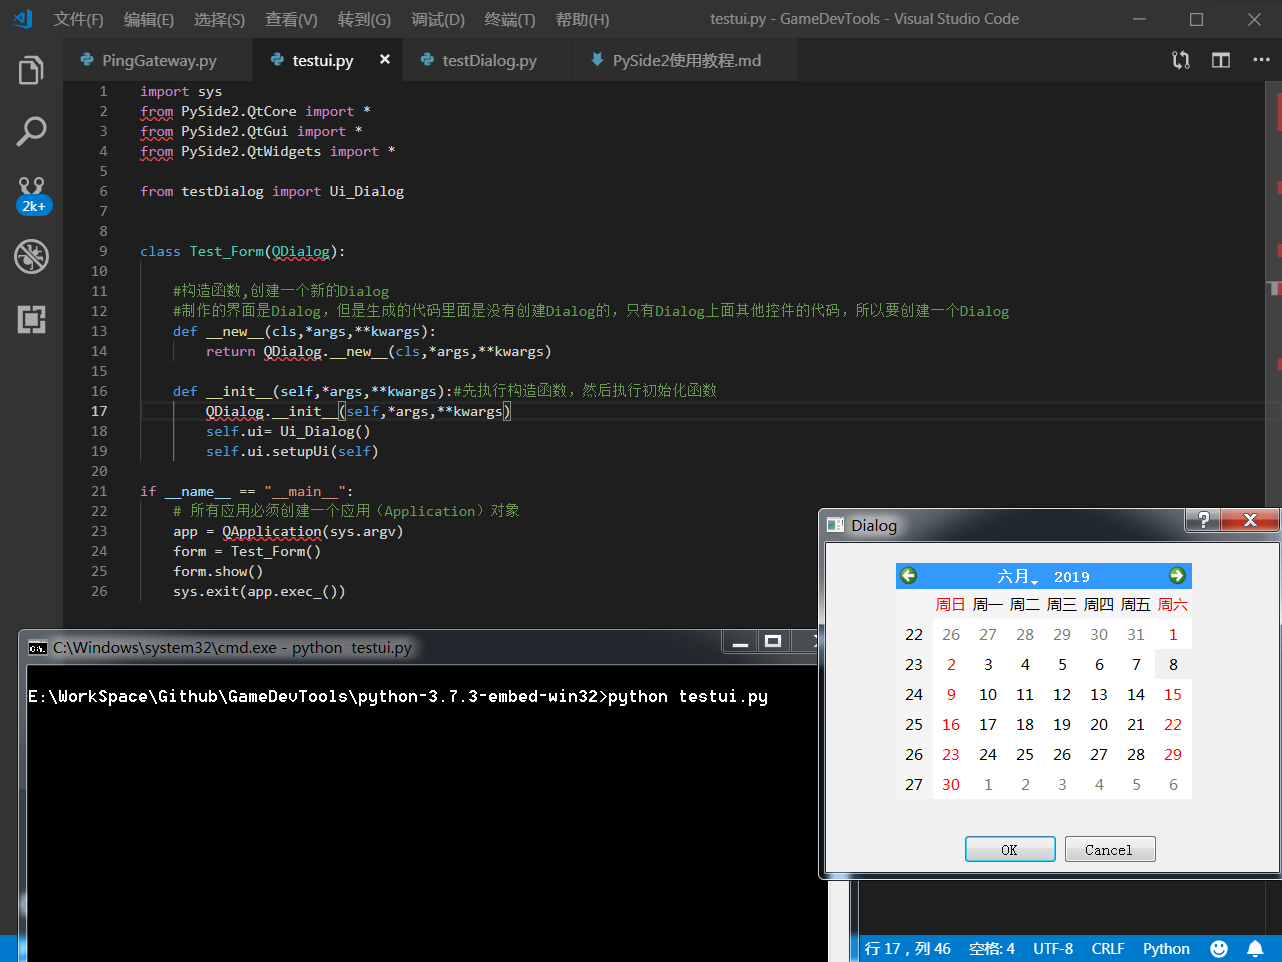 文件(F) 编辑(E) 选择(S) 查看(V) 转到(G) 调试(D) 终端(T) 帮助(H) testui.py - GameDevTools - Visual Studio Code
PingGateway.py testui.py testDialog.py PySide2使用教程.md
2k+
1 import sys
2 from PySide2.QtCore import *
3 from PySide2.QtGui import *
4 from PySide2.QtWidgets import *
5
6 from testDialog import Ui_Dialog
7
8
9 class Test_Form(QDialog):
10
11 #构造函数,创建一个新的Dialog
12 #制作的界面是Dialog，但是生成的代码里面是没有创建Dialog的，只有Dialog上面其他控件的代码，所以要创建一个Dialog
13 def __new__(cls,*args,**kwargs):
14 return QDialog.__new__(cls,*args,**kwargs)
15
16 def __init__(self,*args,**kwargs):#先执行构造函数，然后执行初始化函数
17 QDialog.__init__(self,*args,**kwargs)
18 self.ui= Ui_Dialog()
19 self.ui.setupUi(self)
20
21 if __name__ == "__main__":
22 # 所有应用必须创建一个应用（Application）对象
23 app = QApplication(sys.argv)
24 form = Test_Form()
25 form.show()
26 sys.exit(app.exec_())
C:\Windows\system32\cmd.exe - python testui.py
E:\WorkSpace\Github\GameDevTools\python-3.7.3-embed-win32>python testui.py
Dialog
六月 2019
周日 周一 周二 周三 周四 周五 周六
22 26 27 28 29 30 31 1
23 2 3 4 5 6 7 8
24 9 10 11 12 13 14 15
25 16 17 18 19 20 21 22
26 23 24 25 26 27 28 29
27 30 1 2 3 4 5 6
OK Cancel
行 17，列 46 空格: 4 UTF-8 CRLF Python